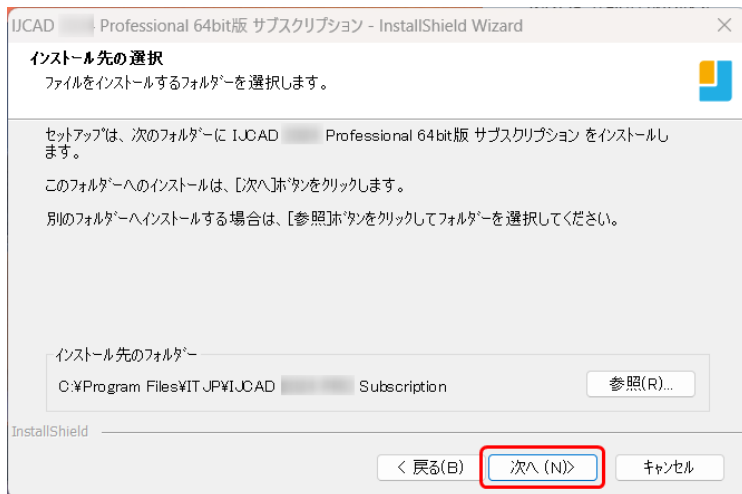 IJCAD Professional 64bit版 サブスクリプション - InstallShield Wizard
インストール先の選択
ファイルをインストールするフォルダーを選択します。
セットアップは、次のフォルダーに IJCAD Professional 64bit版 サブスクリプション をインストールし
ます。
このフォルダーへのインストールは、[次へ]ボタンをクリックします。
別のフォルダーへインストールする場合は、[参照]ボタンをクリックしてフォルダーを選択してください。
インストール先のフォルダー
C:¥Program Files¥ITJP¥IJCAD Subscription
参照(R)...
InstallShield
< 戻る(B)
次へ (N)>
キャンセル